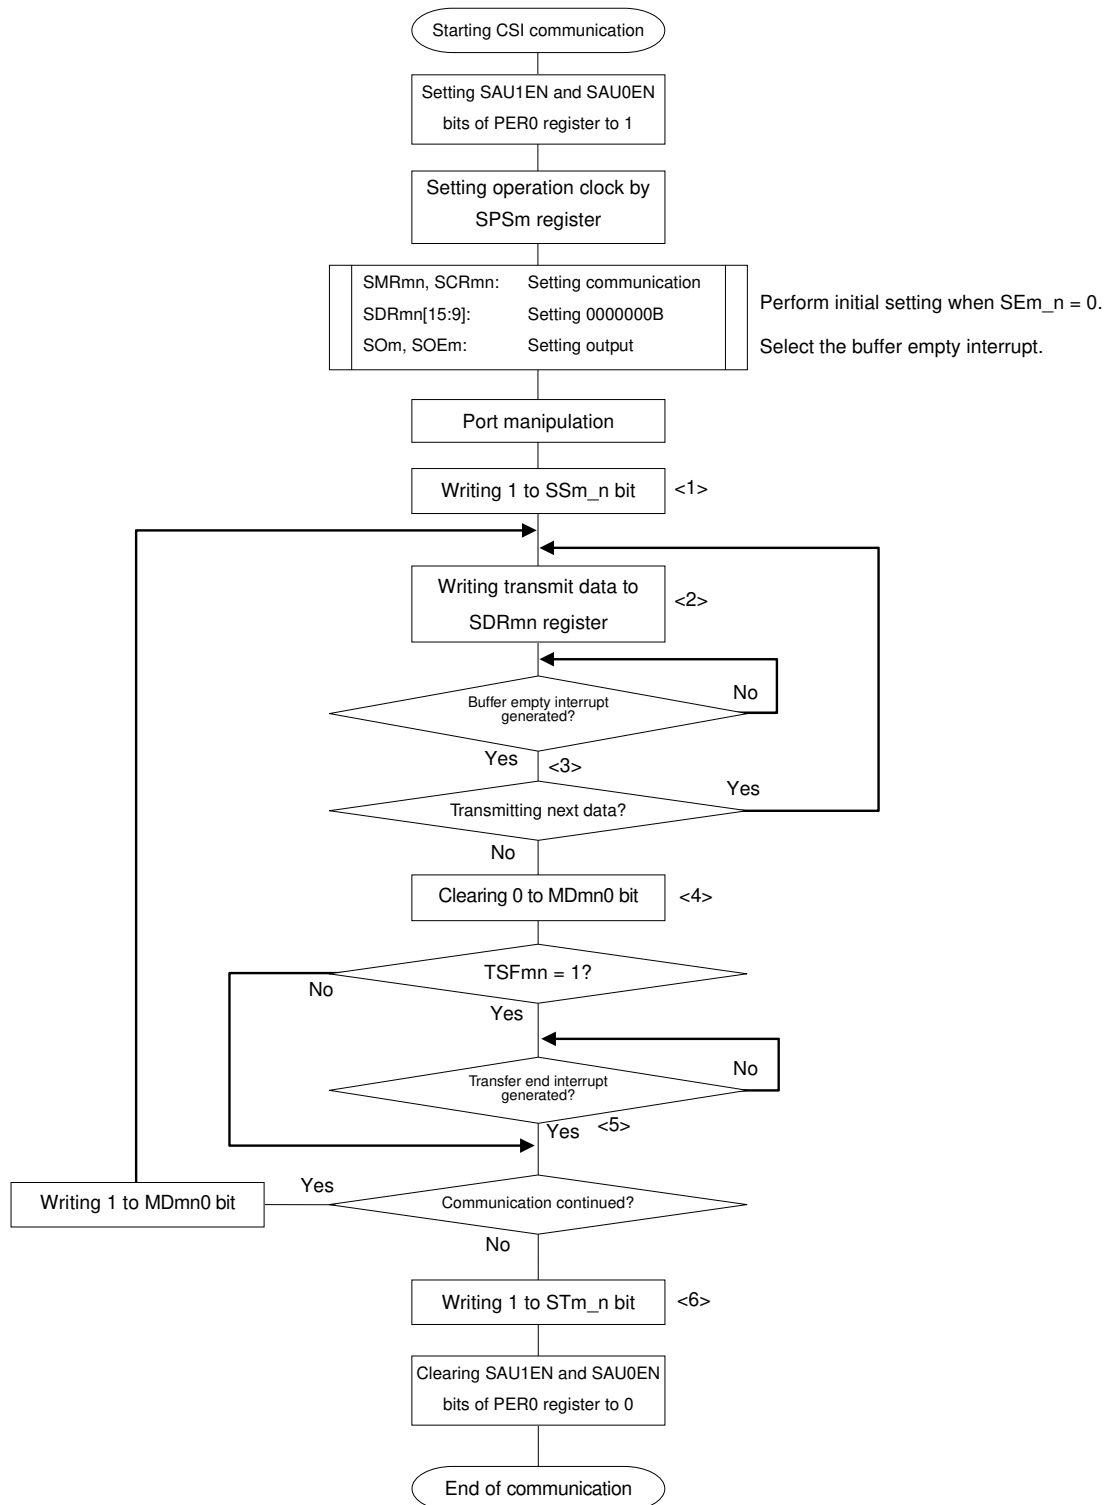 Starting CSI communication
Setting SAU1EN and SAU0EN
bits of PER0 register to 1
Setting operation clock by
SPSm register
SMRmn, SCRmn: Setting communication
SDRmn[15:9]: Setting 0000000B
SOm, SOEm: Setting output
Perform initial setting when SEm_n = 0.
Select the buffer empty interrupt.
Port manipulation
Writing 1 to SSm_n bit
<1>
Writing transmit data to
SDRmn register
<2>
Buffer empty interrupt
generated?
No
Yes
<3>
Transmitting next data?
Yes
No
Clearing 0 to MDmn0 bit
<4>
TSFmn = 1?
No
Yes
Transfer end interrupt
generated?
No
Yes
<5>
Communication continued?
Yes
Writing 1 to MDmn0 bit
No
Writing 1 to STm_n bit
<6>
Clearing SAU1EN and SAU0EN
bits of PER0 register to 0
End of communication